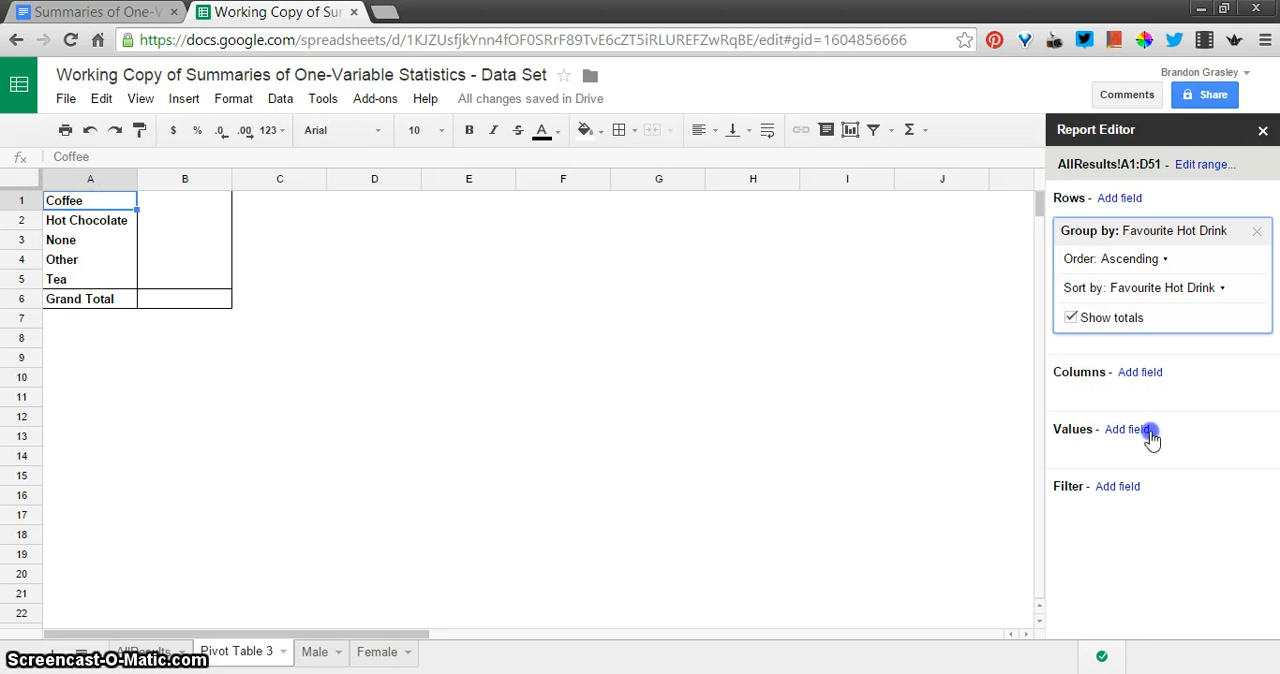 Summaries of One-V
Working Copy of Sur
https://docs.google.com/spreadsheets/d/1KJZUsfjkYnn4fOF0SRrF89TvE6cZT5iRLUREFZwRqBE/edit#gid=1604856666
Working Copy of Summaries of One-Variable Statistics - Data Set
Brandon Grasley
File Edit View Insert Format Data Tools Add-ons Help All changes saved in Drive
Comments
Share
$ % .0 .00 123 Arial 10 B I S A Σ
Report Editor
fx Coffee
AllResults!A1:D51 - Edit range...
A B C D E F G H I J
Rows - Add field
1 Coffee
2 Hot Chocolate
3 None
4 Other
5 Tea
6 Grand Total
7
8
9
10
11
12
13
14
15
16
17
18
19
20
21
22
Group by: Favourite Hot Drink
Order: Ascending
Sort by: Favourite Hot Drink
Show totals
Columns - Add field
Values - Add field
Filter - Add field
AllResults Pivot Table 3 Male Female
Screencast-O-Matic.com